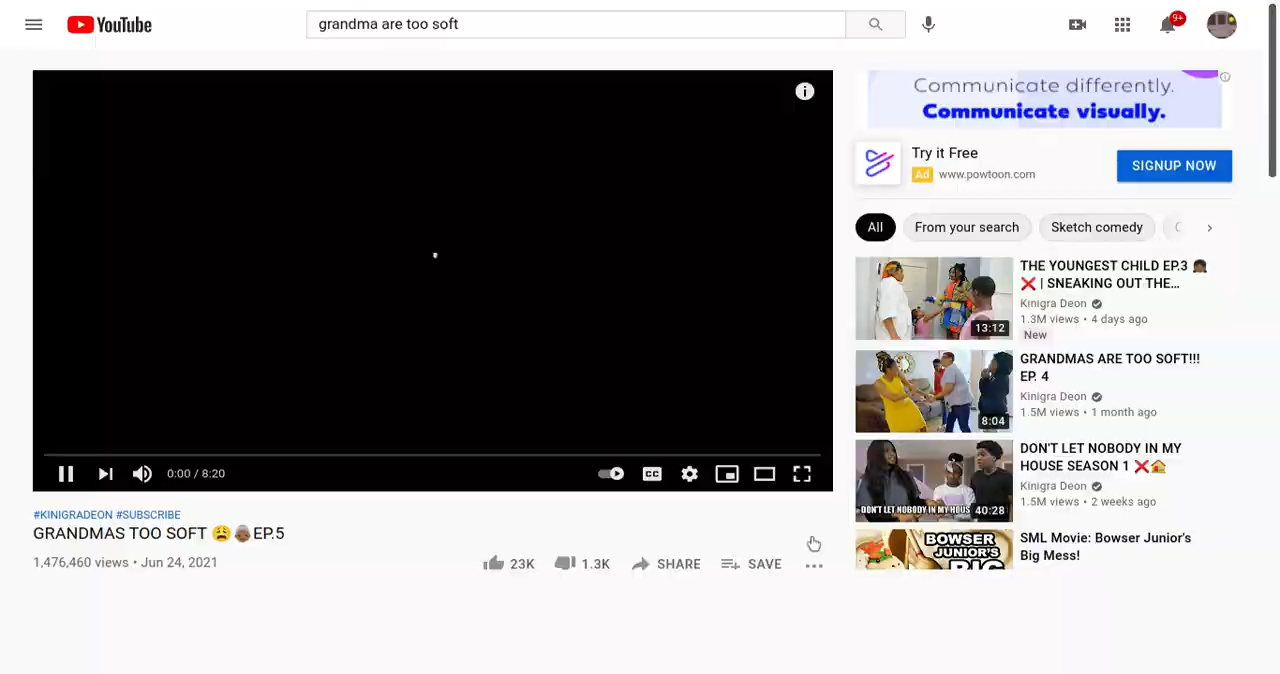 YouTube
grandma are too soft
9+
Communicate differently.
Communicate visually.
Try it Free
Ad www.powtoon.com
SIGNUP NOW
All
From your search
Sketch comedy
THE YOUNGEST CHILD EP.3 👩🏾
❌ | SNEAKING OUT THE...
Kinigra Deon
1.3M views • 4 days ago
New
13:12
GRANDMAS ARE TOO SOFT!!!
EP. 4
Kinigra Deon
1.5M views • 1 month ago
8:04
DON'T LET NOBODY IN MY
HOUSE SEASON 1 ❌🏠
Kinigra Deon
1.5M views • 2 weeks ago
DON'T LET NOBODY IN MY HOUS
40:28
SML Movie: Bowser Junior's
Big Mess!
BOWSER
JUNIOR'S
BIG
0:00 / 8:20
CC
#KINIGRADEON #SUBSCRIBE
GRANDMAS TOO SOFT 😩👵🏽EP.5
1,476,460 views • Jun 24, 2021
23K
1.3K
SHARE
SAVE